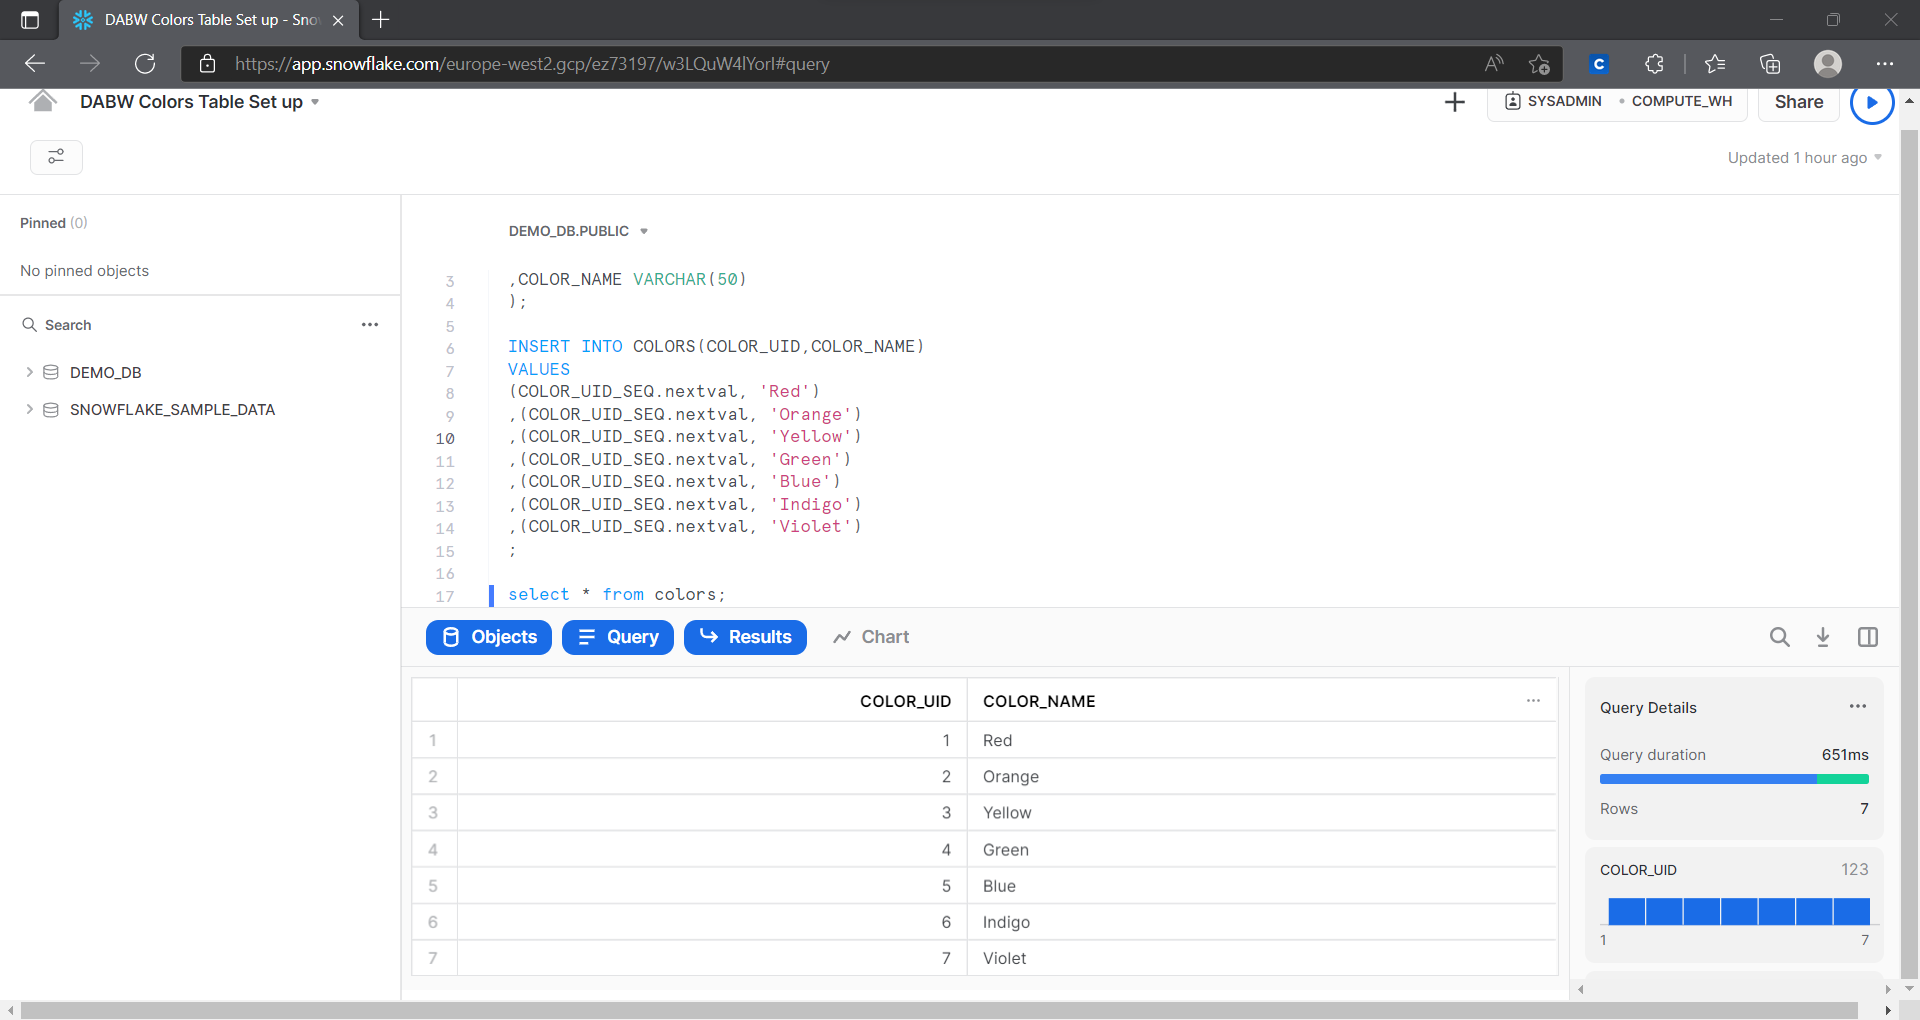 DABW Colors Table Set up - Sno
https://app.snowflake.com/europe-west2.gcp/ez73197/w3LQuW4lYorI#query
DABW Colors Table Set up
SYSADMIN • COMPUTE_WH
Share
Updated 1 hour ago
Pinned (0)
No pinned objects
Search
DEMO_DB
SNOWFLAKE_SAMPLE_DATA
DEMO_DB.PUBLIC
3 ,COLOR_NAME VARCHAR(50)
4 );
5
6 INSERT INTO COLORS(COLOR_UID,COLOR_NAME)
7 VALUES
8 (COLOR_UID_SEQ.nextval, 'Red')
9 ,(COLOR_UID_SEQ.nextval, 'Orange')
10 ,(COLOR_UID_SEQ.nextval, 'Yellow')
11 ,(COLOR_UID_SEQ.nextval, 'Green')
12 ,(COLOR_UID_SEQ.nextval, 'Blue')
13 ,(COLOR_UID_SEQ.nextval, 'Indigo')
14 ,(COLOR_UID_SEQ.nextval, 'Violet')
15 ;
16
17 select * from colors;
Objects Query Results Chart
COLOR_UID COLOR_NAME
1 1 Red
2 2 Orange
3 3 Yellow
4 4 Green
5 5 Blue
6 6 Indigo
7 7 Violet
Query Details
Query duration 651ms
Rows 7
COLOR_UID 123
1 7